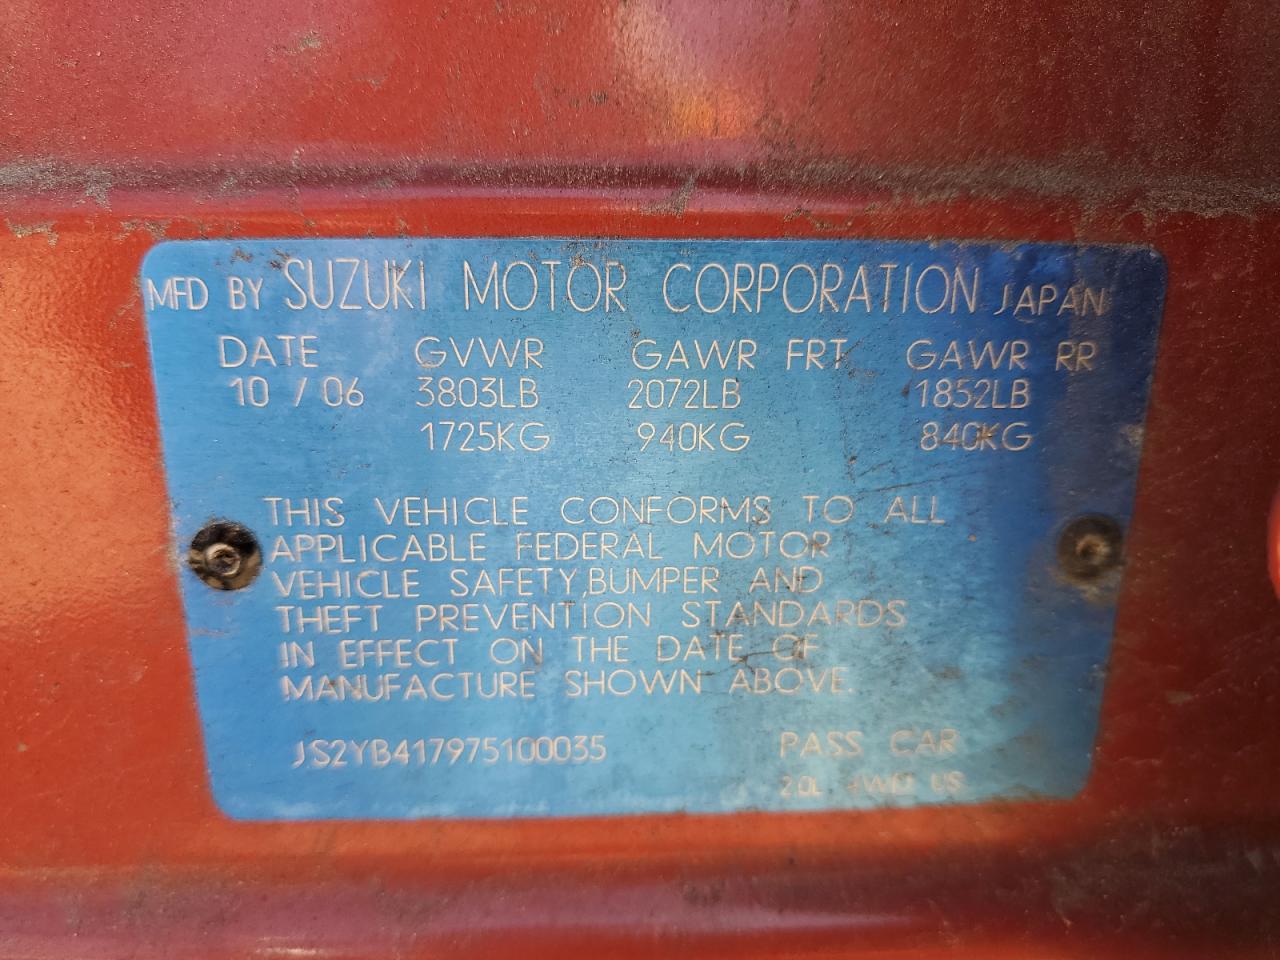 MFD BY SUZUKI MOTOR CORPORATION JAPAN
DATE GVWR GAWR FRT GAWR RR
10 / 06 3803LB 2072LB 1852LB
1725KG 940KG 840KG
THIS VEHICLE CONFORMS TO ALL
APPLICABLE FEDERAL MOTOR
VEHICLE SAFETY,BUMPER AND
THEFT PREVENTION STANDARDS
IN EFFECT ON THE DATE OF
MANUFACTURE SHOWN ABOVE.
JS2YB417975100035 PASS CAR
2.0L 4WD US